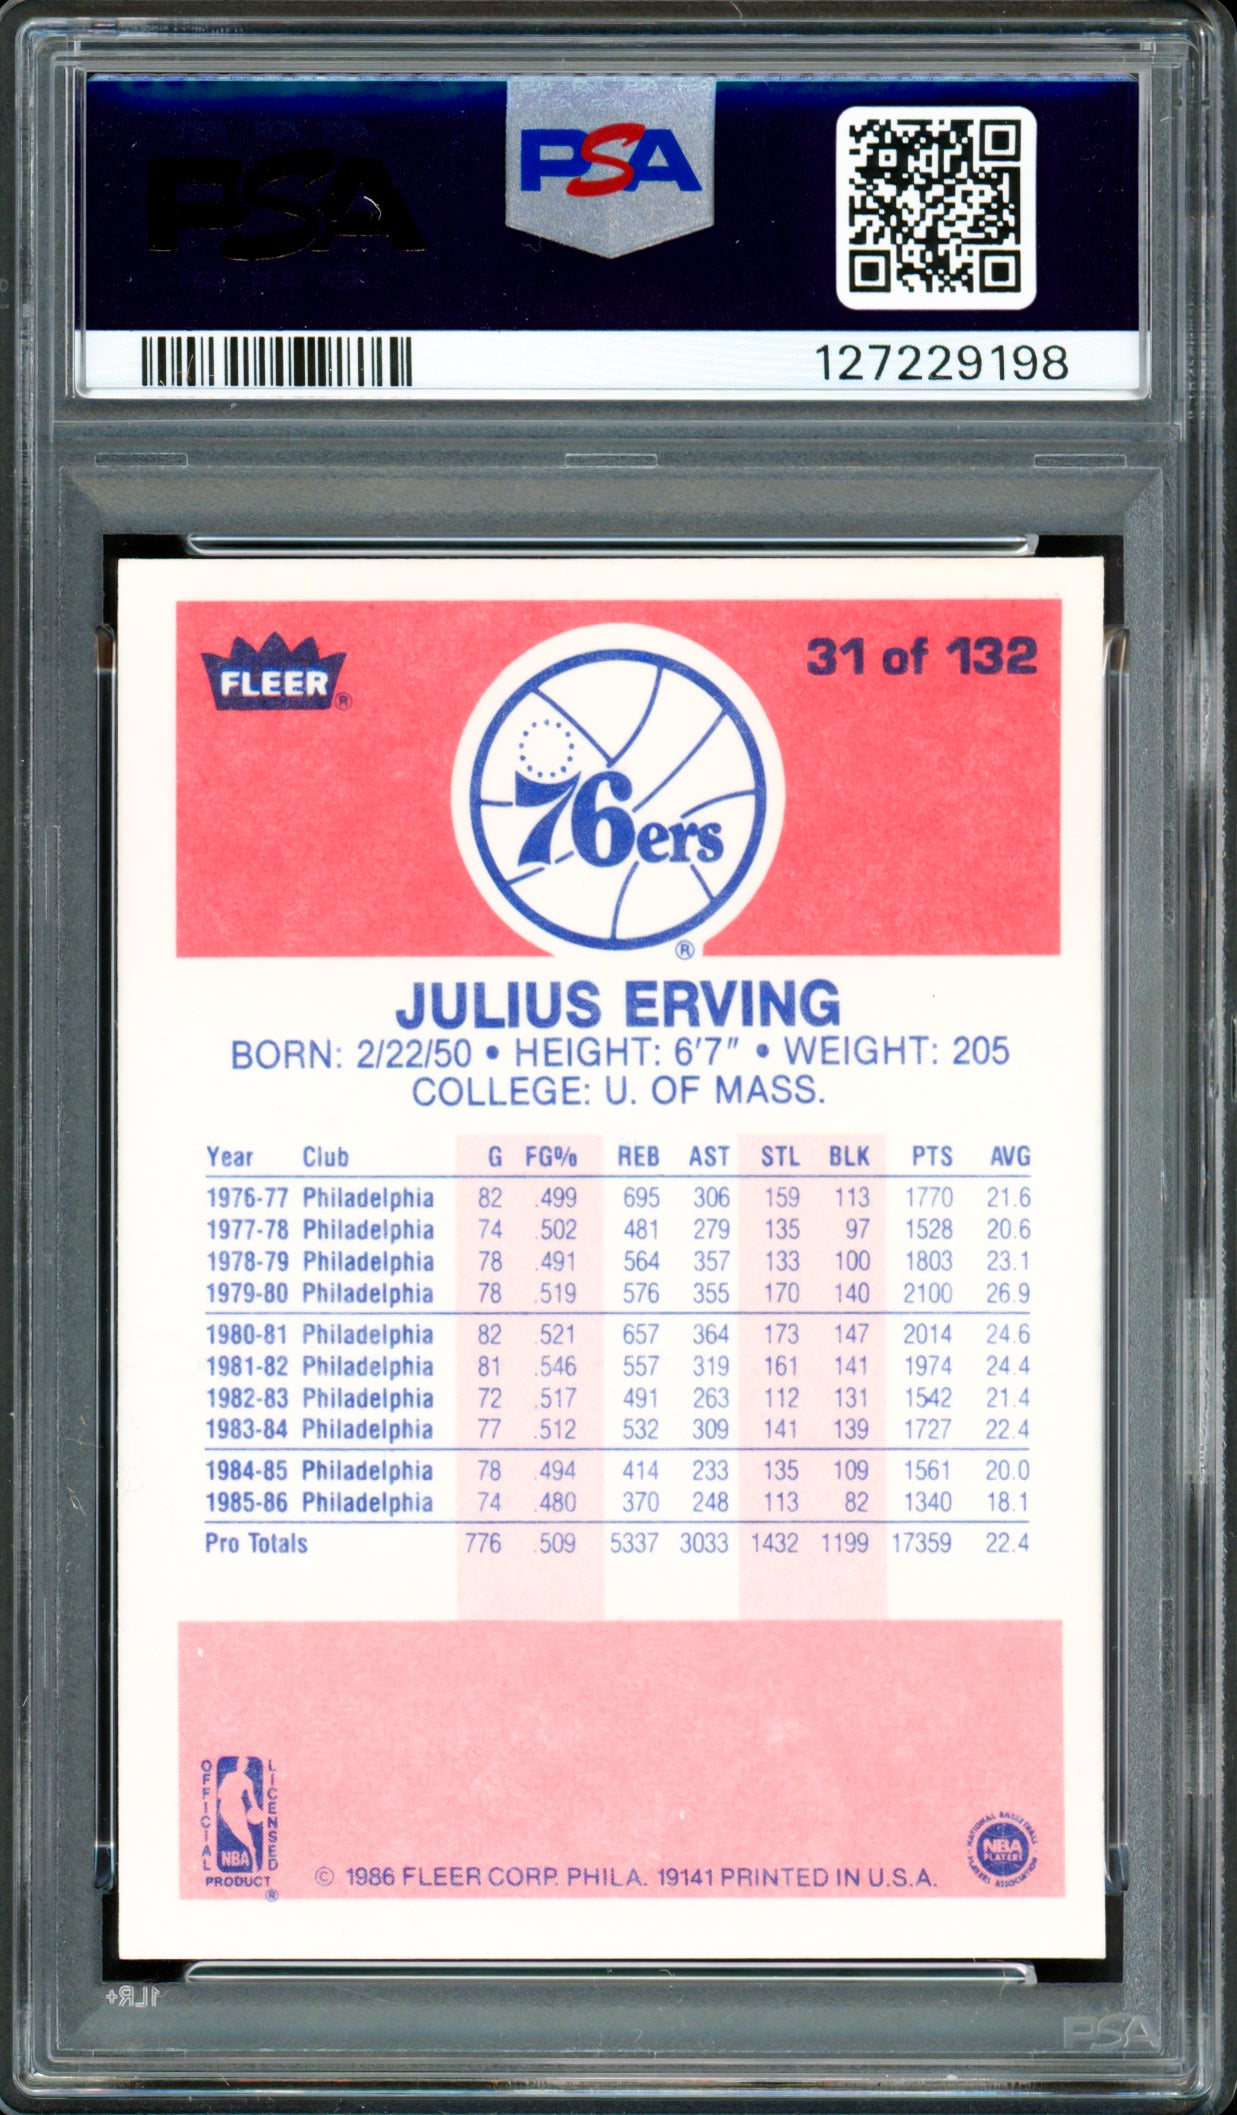 PSA
PSA
127229198
FLEER®
31 of 132
76ers
®
JULIUS ERVING
BORN: 2/22/50 • HEIGHT: 6'7" • WEIGHT: 205
COLLEGE: U. OF MASS.
Year Club G FG% REB AST STL BLK PTS AVG
1976-77 Philadelphia 82 .499 695 306 159 113 1770 21.6
1977-78 Philadelphia 74 .502 481 279 135 97 1528 20.6
1978-79 Philadelphia 78 .491 564 357 133 100 1803 23.1
1979-80 Philadelphia 78 .519 576 355 170 140 2100 26.9
1980-81 Philadelphia 82 .521 657 364 173 147 2014 24.6
1981-82 Philadelphia 81 .546 557 319 161 141 1974 24.4
1982-83 Philadelphia 72 .517 491 263 112 131 1542 21.4
1983-84 Philadelphia 77 .512 532 309 141 139 1727 22.4
1984-85 Philadelphia 78 .494 414 233 135 109 1561 20.0
1985-86 Philadelphia 74 .480 370 248 113 82 1340 18.1
Pro Totals 776 .509 5337 3033 1432 1199 17359 22.4
OFFICIAL LICENSED
NBA
PRODUCT
®
© 1986 FLEER CORP. PHILA. 19141 PRINTED IN U.S.A.
NATIONAL BASKETBALL
NBA
PLAYERS
PLAYERS ASSOCIATION
1LR+
PSA